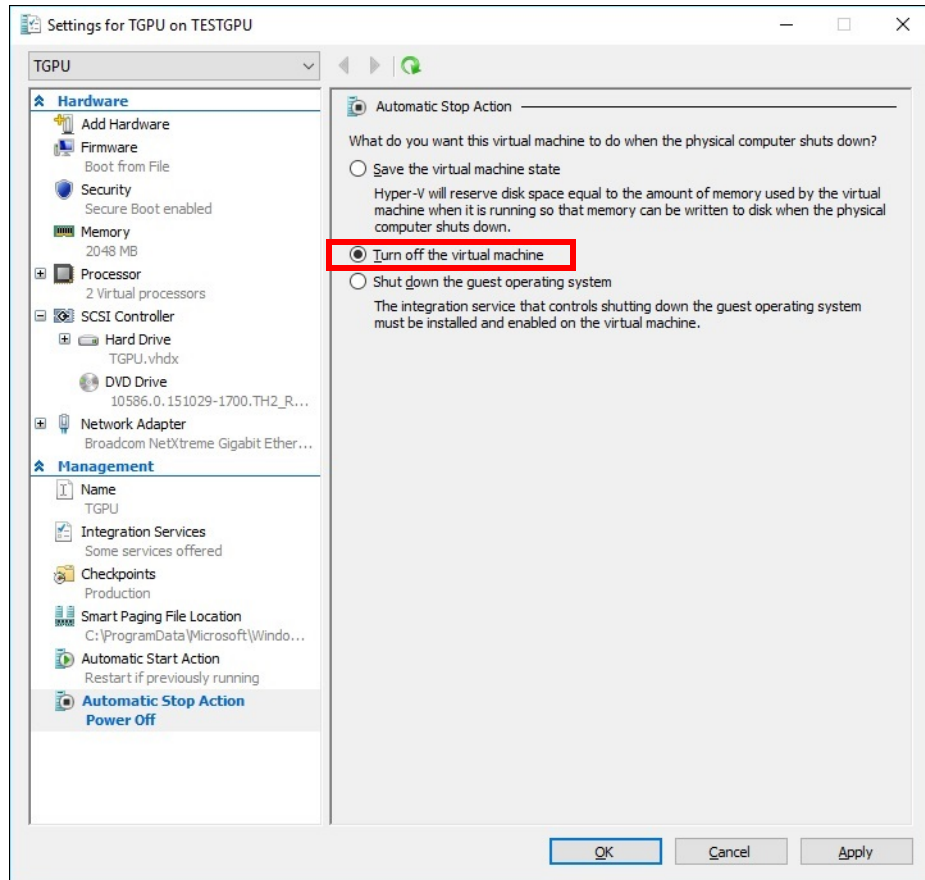 Settings for TGPU on TESTGPU
TGPU
Hardware
Add Hardware
Firmware
Boot from File
Security
Secure Boot enabled
Memory
2048 MB
Processor
2 Virtual processors
SCSI Controller
Hard Drive
TGPU.vhdx
DVD Drive
10586.0.151029-1700.TH2_R...
Network Adapter
Broadcom NetXtreme Gigabit Ether...
Management
Name
TGPU
Integration Services
Some services offered
Checkpoints
Production
Smart Paging File Location
C:\ProgramData\Microsoft\Windo...
Automatic Start Action
Restart if previously running
Automatic Stop Action
Power Off
Automatic Stop Action
What do you want this virtual machine to do when the physical computer shuts down?
Save the virtual machine state
Hyper-V will reserve disk space equal to the amount of memory used by the virtual
machine when it is running so that memory can be written to disk when the physical
computer shuts down.
Turn off the virtual machine
Shut down the guest operating system
The integration service that controls shutting down the guest operating system
must be installed and enabled on the virtual machine.
OK
Cancel
Apply